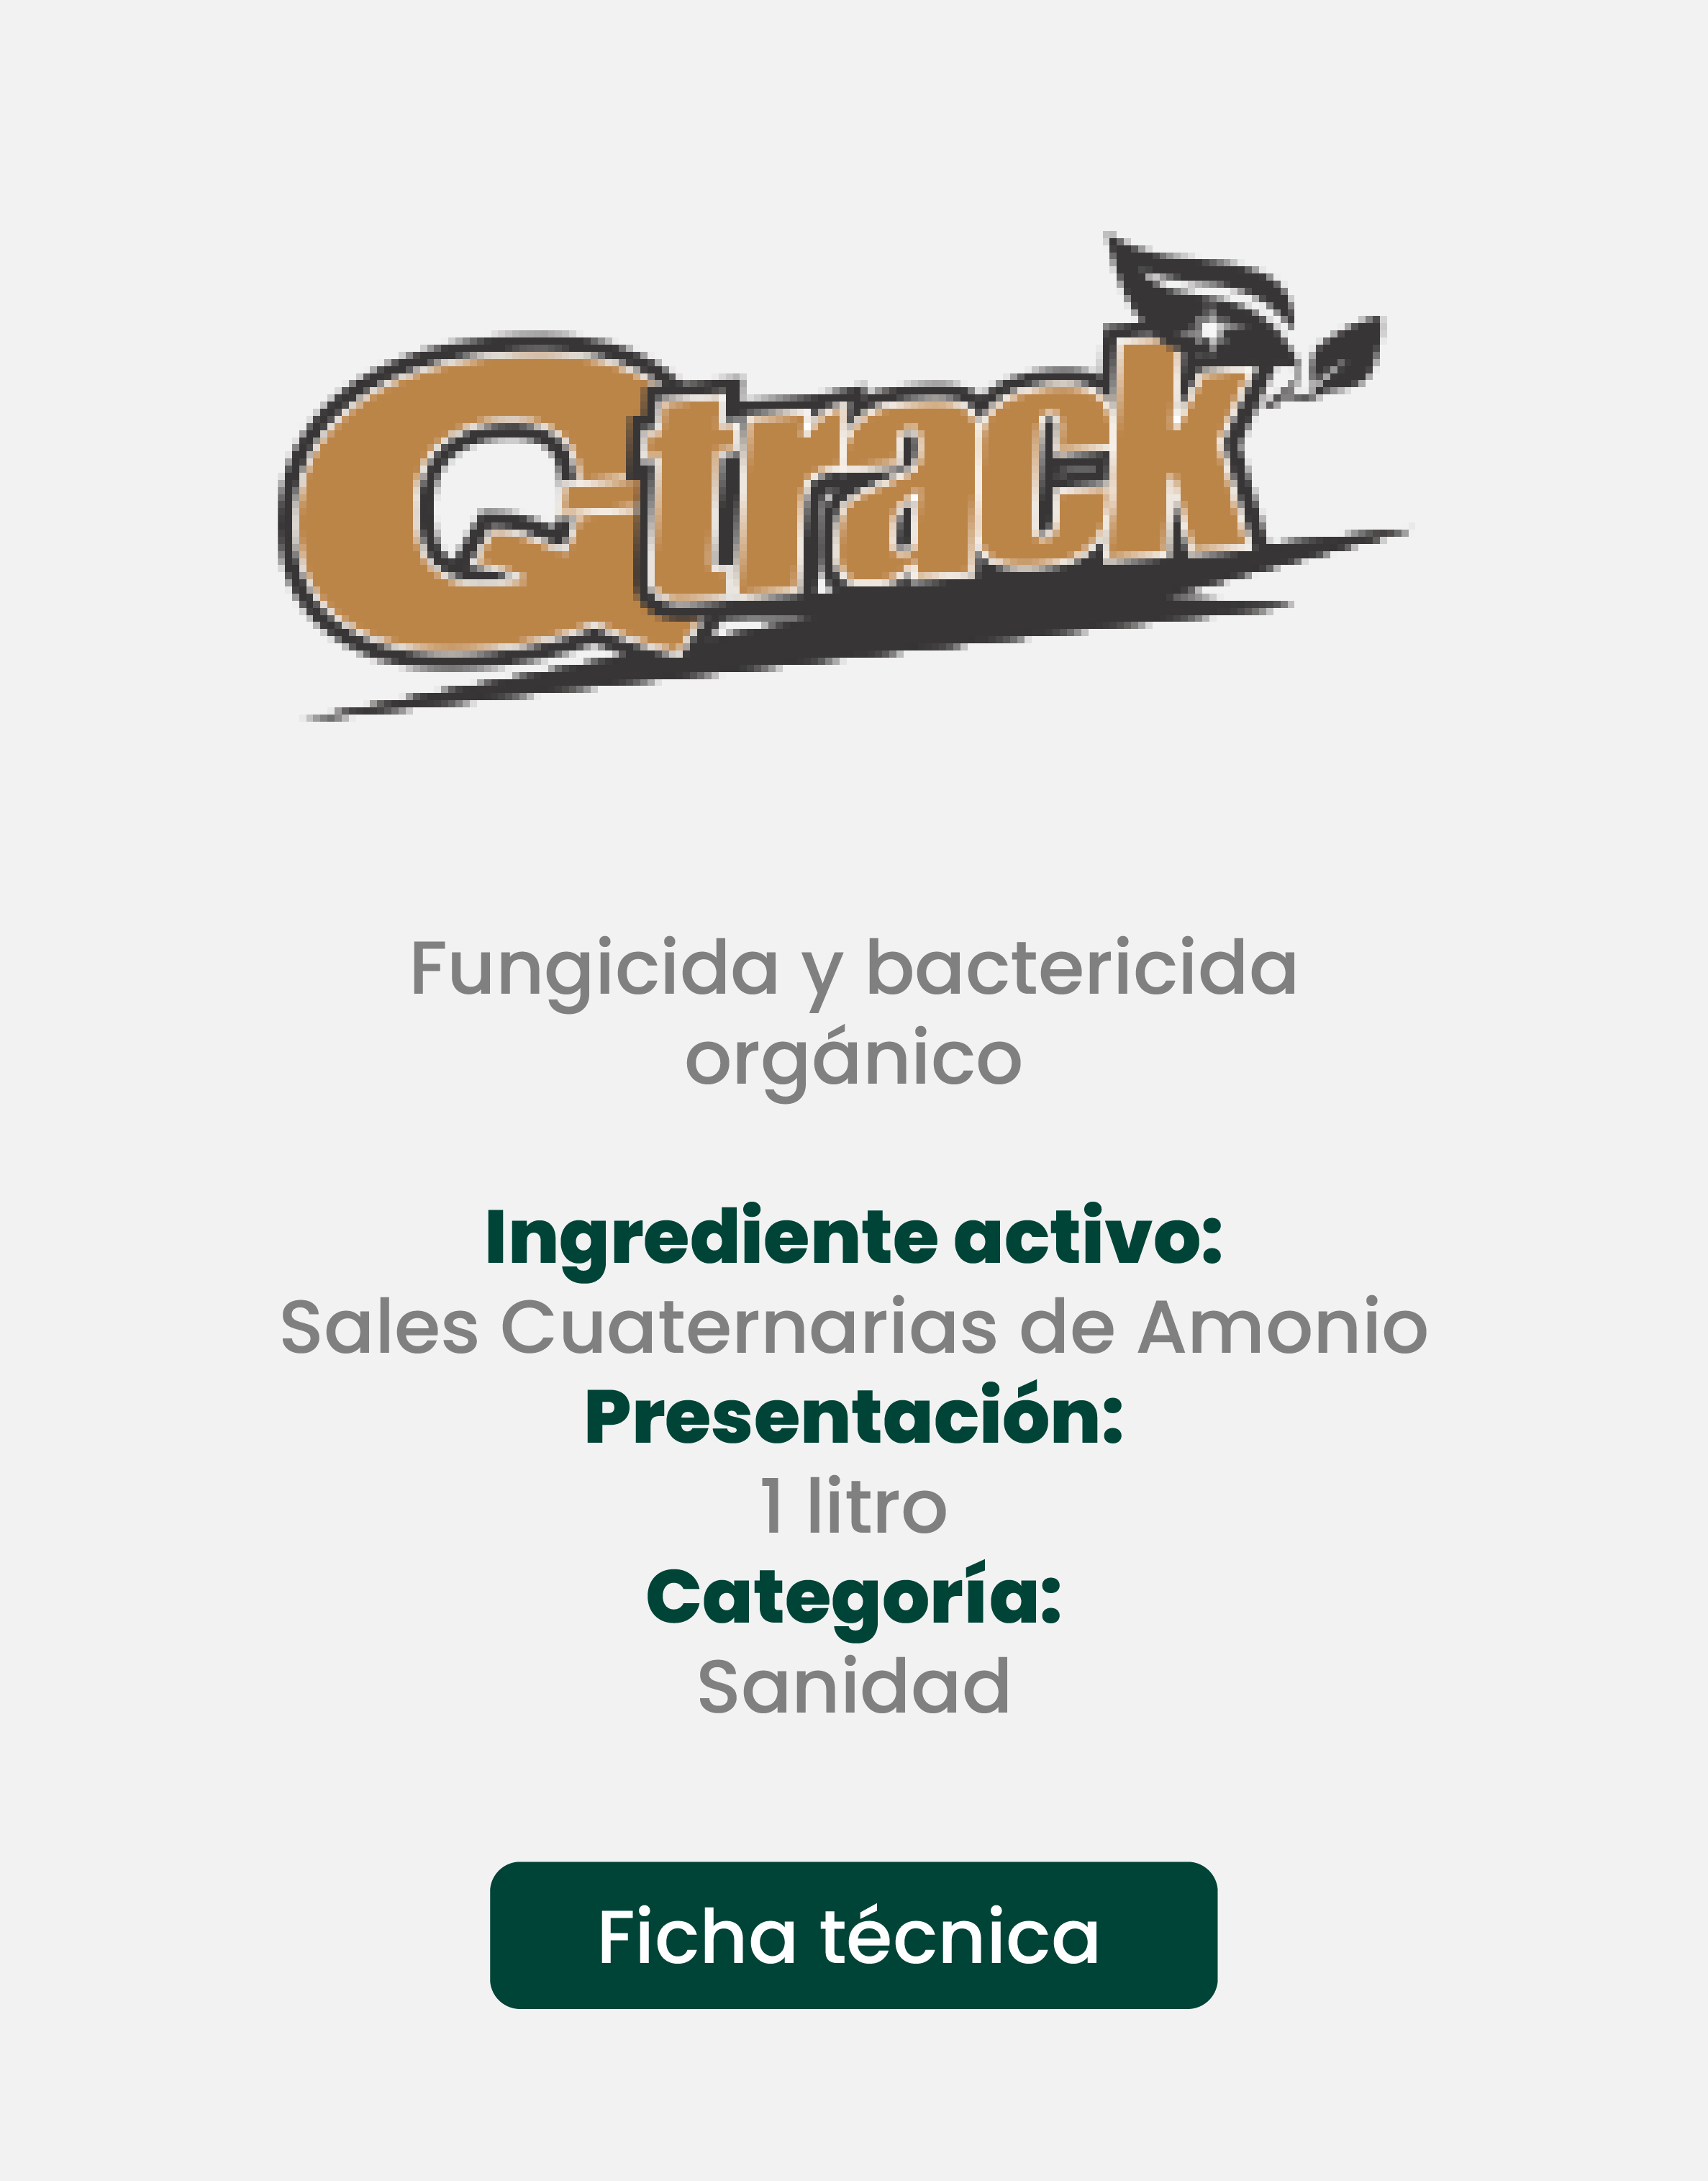 Qtrack
Fungicida y bactericida
orgánico
Ingrediente activo:
Sales Cuaternarias de Amonio
Presentación:
1 litro
Categoría:
Sanidad
Ficha técnica